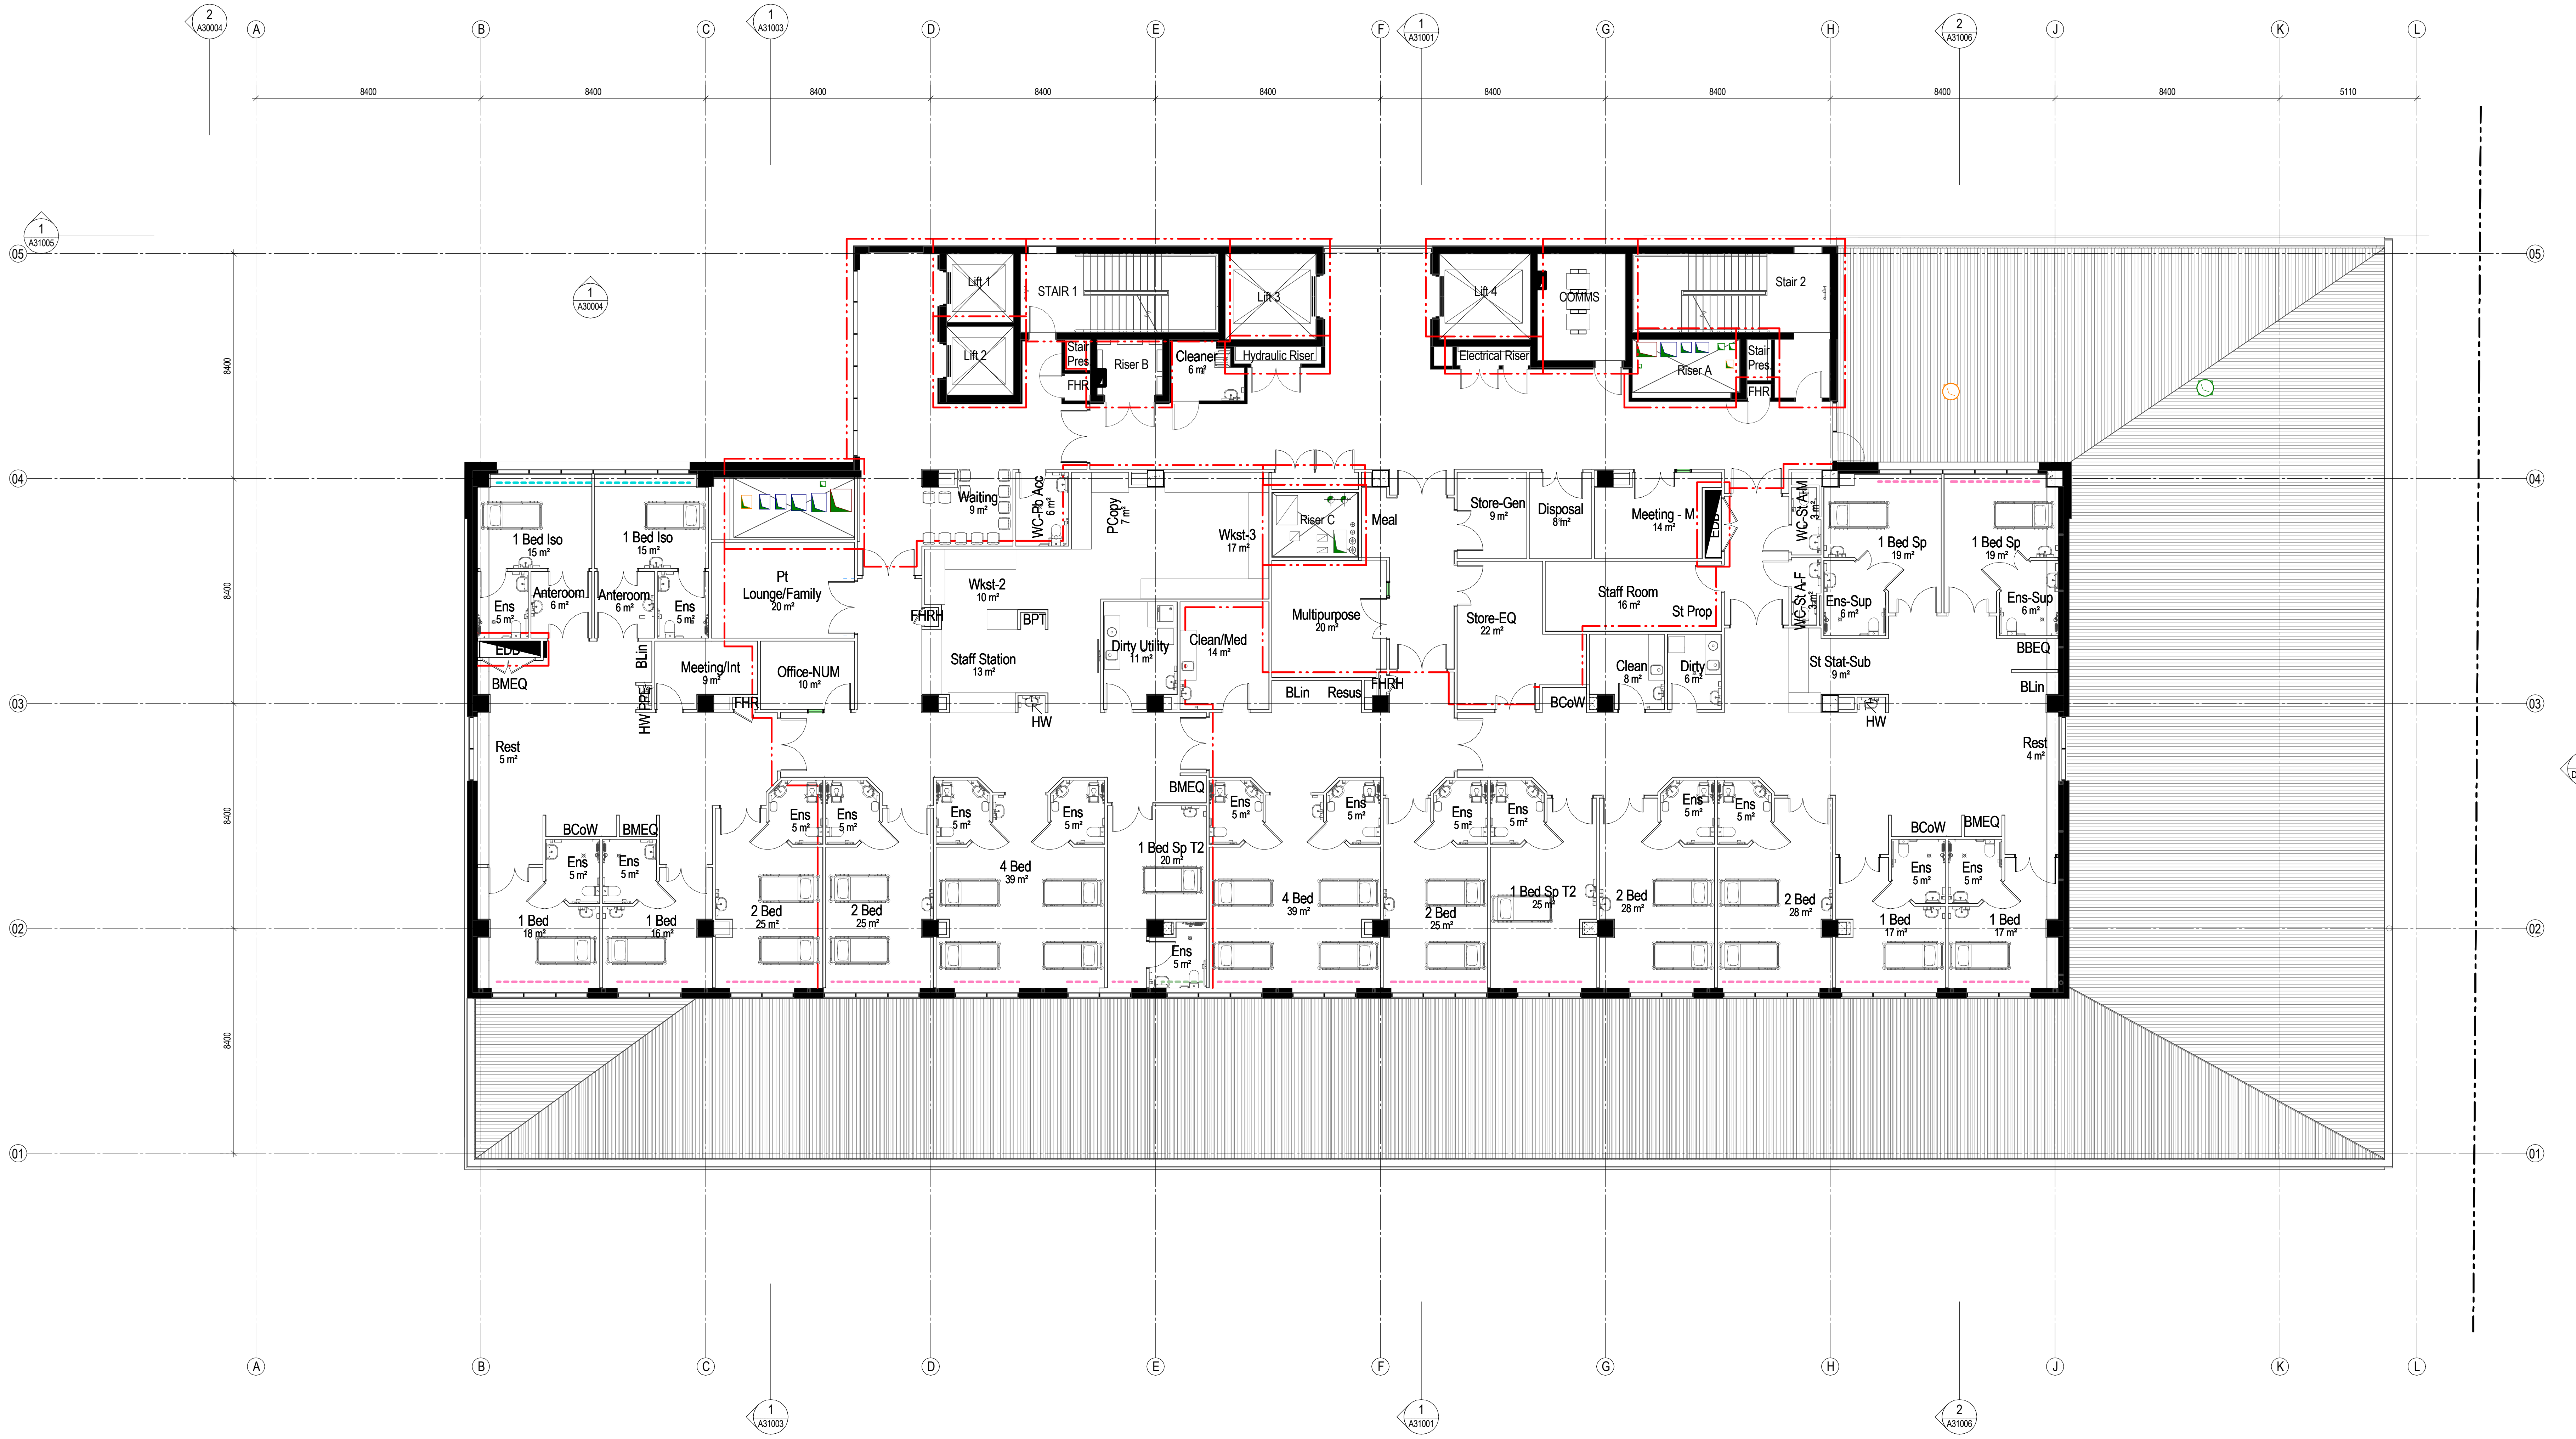 2
A30004
1
A31003
1
A31001
2
A31006
A
B
C
D
E
F
G
H
J
K
L
8400
8400
8400
8400
8400
8400
8400
8400
8400
5110
1
A31005
05
05
1
A30004
Lift 1
STAIR 1
Lift 3
Lift 4
COMMS
Stair 2
Lift 2
Stair
Pres.
Riser B
Cleaner
6 m²
Hydraulic Riser
Electrical Riser
Riser A
Stair
Pres.
FHR
FHR
8400
04
04
Waiting
9 m²
WC-Pb Acc
6 m²
PCopy
7 m²
Wkst-3
17 m²
Riser C
Meal
Store-Gen
9 m²
Disposal
8 m²
Meeting - M
14 m²
EDB
WC-St A-M
3 m²
1 Bed Iso
15 m²
1 Bed Iso
15 m²
1 Bed Sp
19 m²
1 Bed Sp
19 m²
8400
Ens
5 m²
Anteroom
6 m²
Anteroom
6 m²
Ens
5 m²
Pt
Lounge/Family
20 m²
Wkst-2
10 m²
FHRH
BPT
Multipurpose
20 m²
Store-EQ
22 m²
Staff Room
16 m²
St Prop
WC-St A-F
3 m²
Ens-Sup
6 m²
Ens-Sup
6 m²
EDB
BMEQ
BLin
HW PPE
Meeting/Int
9 m²
Office-NUM
10 m²
Staff Station
13 m²
Dirty Utility
11 m²
Clean/Med
14 m²
Clean
8 m²
Dirty
6 m²
St Stat-Sub
9 m²
BBEQ
BLin
03
03
FHR
BLin
Resus
FHRH
BCoW
HW
HW
Rest
5 m²
Rest
4 m²
BMEQ
Ens
5 m²
Ens
5 m²
Ens
5 m²
Ens
5 m²
Ens
5 m²
Ens
5 m²
Ens
5 m²
Ens
5 m²
Ens
5 m²
Ens
5 m²
8400
BCoW
BMEQ
BCoW
BMEQ
Ens
5 m²
Ens
5 m²
4 Bed
39 m²
1 Bed Sp T2
20 m²
4 Bed
39 m²
1 Bed Sp T2
25 m²
2 Bed
28 m²
2 Bed
28 m²
Ens
5 m²
Ens
5 m²
02
02
1 Bed
18 m²
1 Bed
16 m²
2 Bed
25 m²
2 Bed
25 m²
Ens
5 m²
2 Bed
25 m²
1 Bed
17 m²
1 Bed
17 m²
8400
01
01
A
B
C
D
E
F
G
H
J
K
L
1
A31003
1
A31001
2
A31006